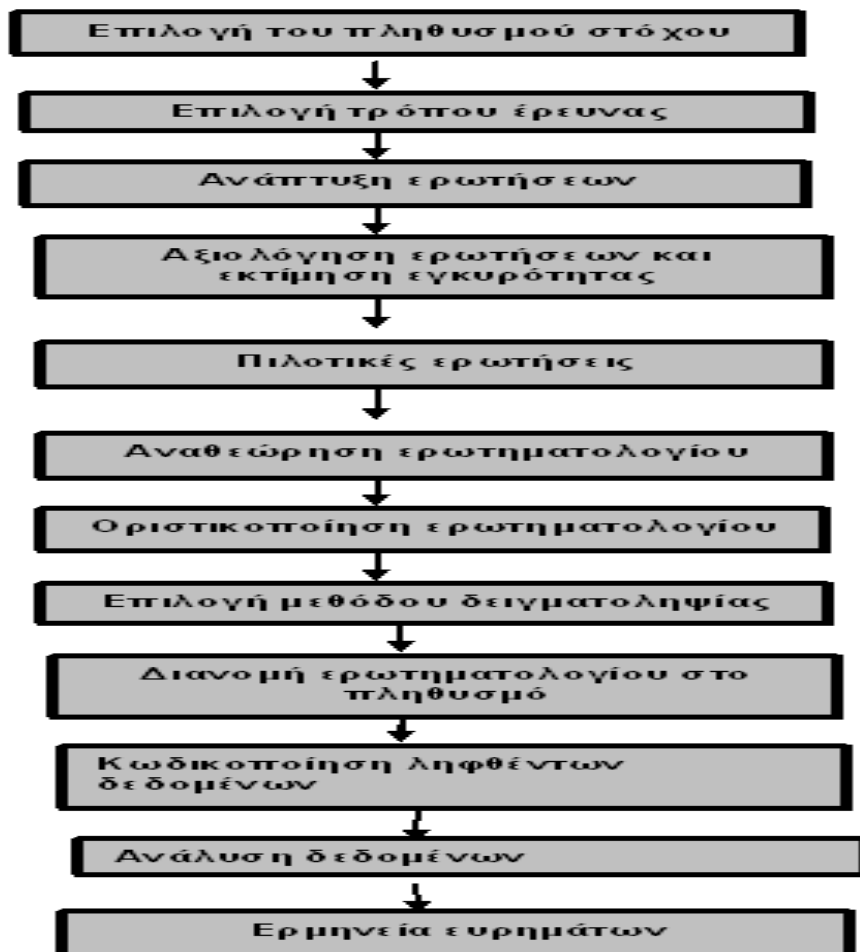 Επιλογή του πληθυσμού στόχου
Επιλογή τρόπου έρευνας
Ανάπτυξη ερωτήσεων
Αξιολόγηση ερωτήσεων και
εκτίμηση εγκυρότητας
Πιλοτικές ερωτήσεις
Αναθεώρηση ερωτηματολογίου
Οριστικοποίηση ερωτηματολογίου
Επιλογή μεθόδου δειγματοληψίας
Διανομή ερωτηματολογίου στο
πληθυσμό
Κωδικοποίηση ληφθέντων
δεδομένων
Ανάλυση δεδομένων
Ερμηνεία ευρημάτων